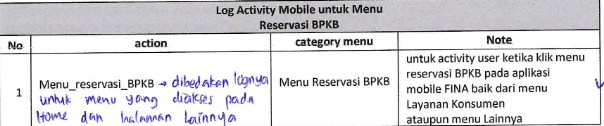 Log Activity Mobile untuk Menu
Reservasi BPKB
No action category menu Note
1
Menu_reservasi_BPKB → dibedakan lognya
untuk menu yang diakses pada
Home dan halaman Lainnya
Menu Reservasi BPKB
untuk activity user ketika klik menu
reservasi BPKB pada aplikasi
mobile FINA baik dari menu
Layanan Konsumen
ataupun menu Lainnya